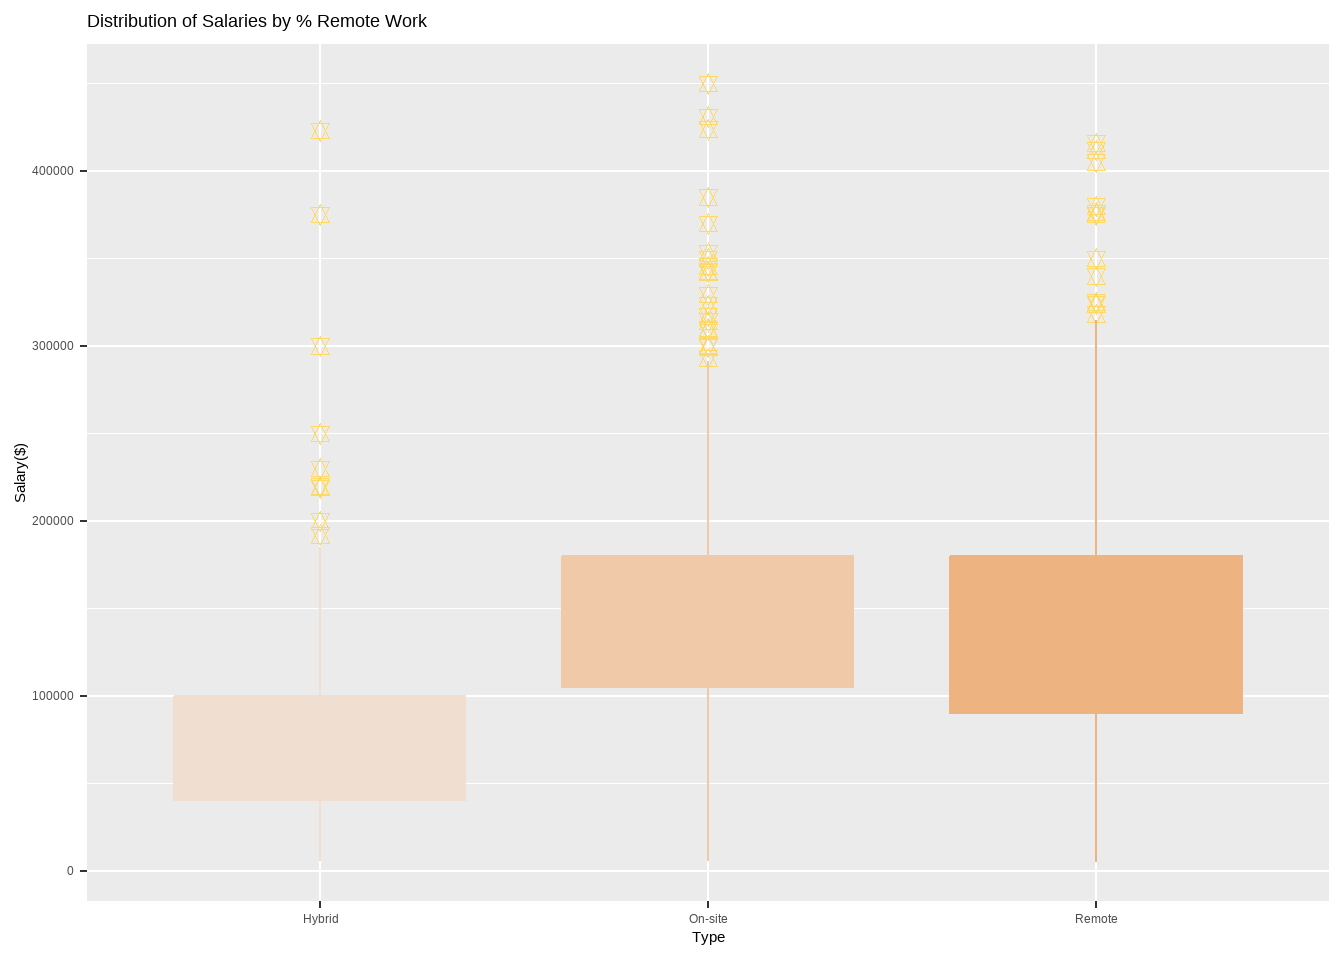 Distribution of Salaries by % Remote Work
400000
300000
200000
100000
0
Salary($)
Hybrid
On-site
Remote
Type